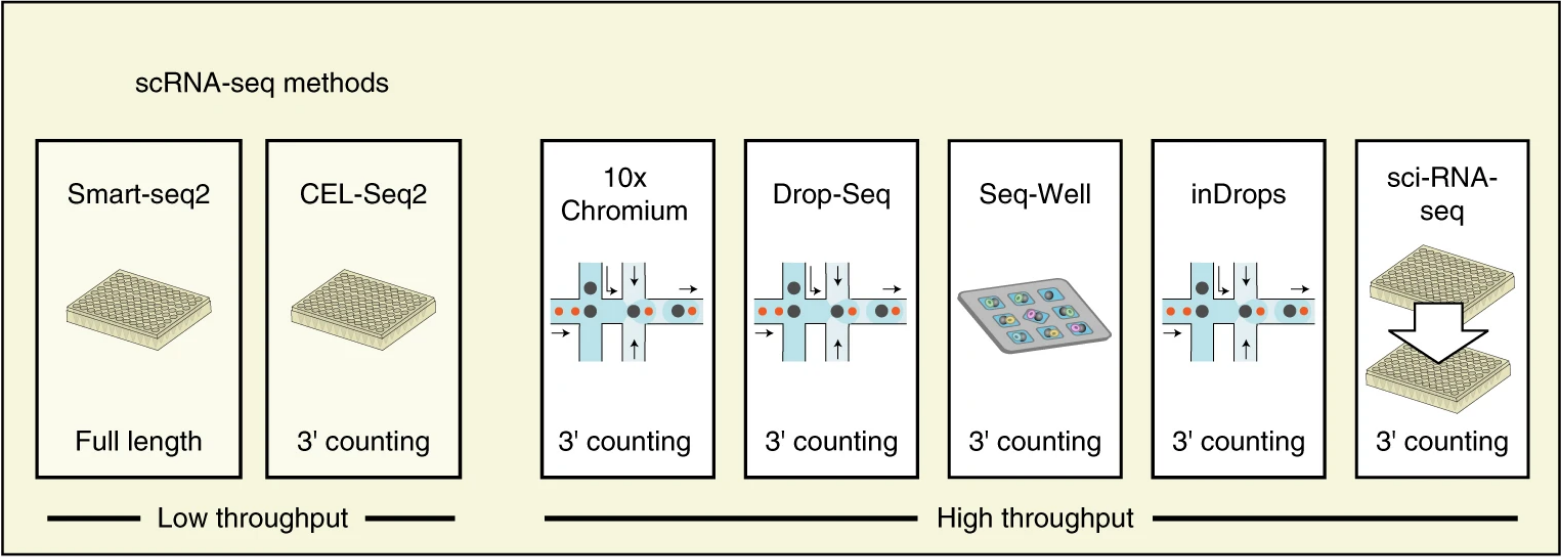 scRNA-seq methods
Smart-seq2
Full length
CEL-Seq2
3' counting
10x
Chromium
3' counting
Drop-Seq
3' counting
Seq-Well
3' counting
inDrops
3' counting
sci-RNA-
seq
3' counting
Low throughput
High throughput